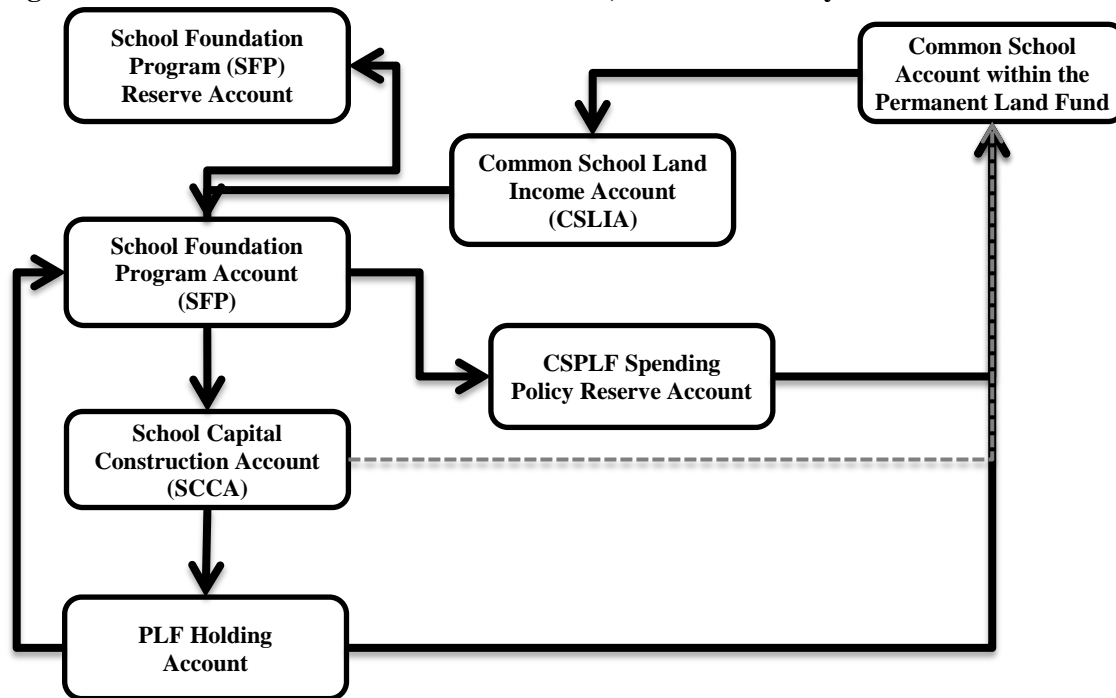 School Foundation
Program (SFP)
Reserve Account
Common School
Account within the
Permanent Land Fund
Common School Land
Income Account
(CSLIA)
School Foundation
Program Account
(SFP)
CSPLF Spending
Policy Reserve Account
School Capital
Construction Account
(SCCA)
PLF Holding
Account